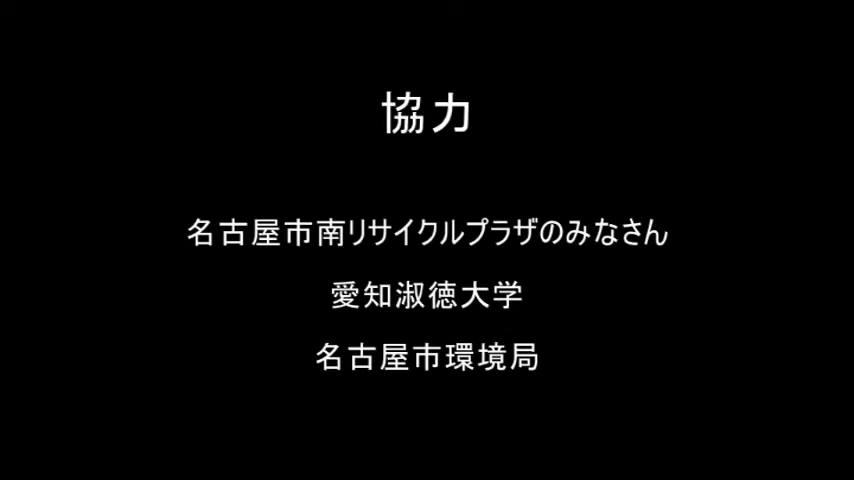 協力
名古屋市南リサイクルプラザのみなさん
愛知淑徳大学
名古屋市環境局